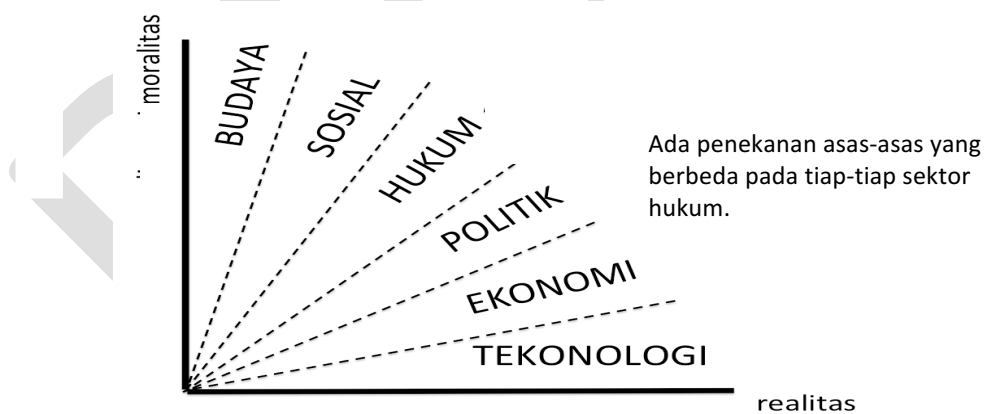 moralitas
BUDAYA
SOSIAL
HUKUM
POLITIK
EKONOMI
TEKONOLOGI
realitas
Ada penekanan asas-asas yang
berbeda pada tiap-tiap sektor
hukum.